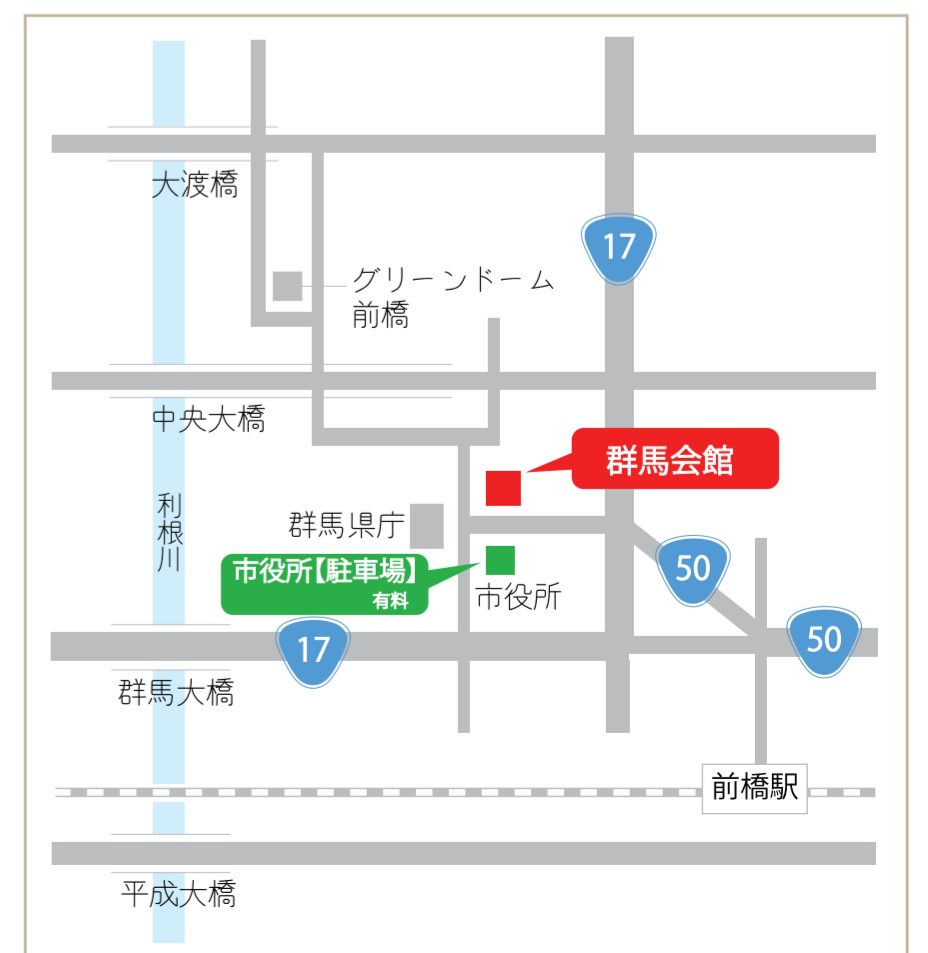 大渡橋
17
グリーンドーム
前橋
中央大橋
群馬会館
利根川
群馬県庁
市役所【駐車場】
有料
市役所
50
17
50
群馬大橋
前橋駅
平成大橋